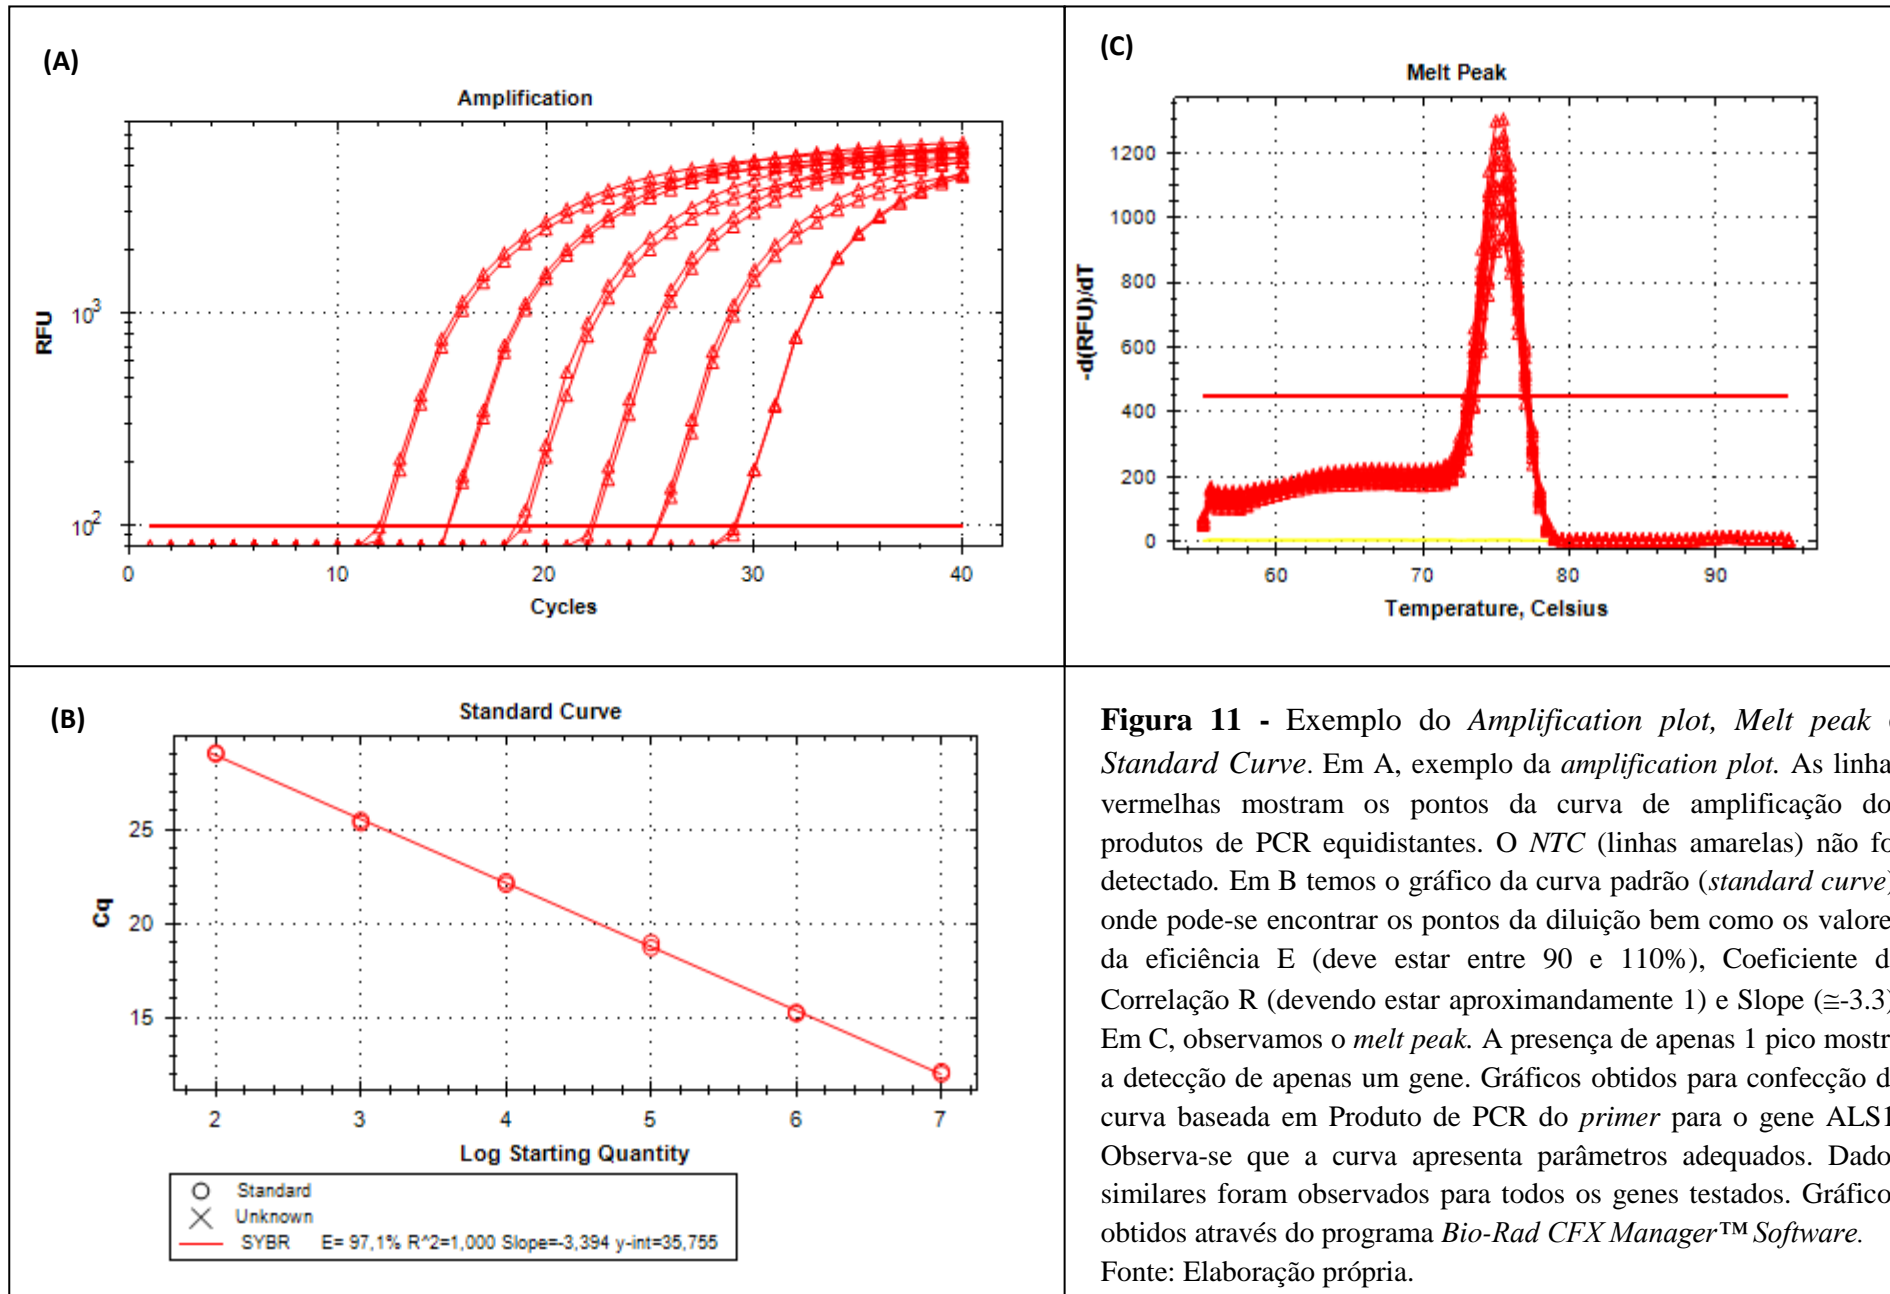 (A)
Amplification
RFU
10³
10²
0 10 20 30 40
Cycles
(C)
Melt Peak
-d(RFU)/dT
1200
1000
800
600
400
200
0
60 70 80 90
Temperature, Celsius
(B)
Standard Curve
Cq
25
20
15
2 3 4 5 6 7
Log Starting Quantity
Standard
Unknown
SYBR E= 97,1% R^2=1,000 Slope=-3,394 y-int=35,755
Figura 11 - Exemplo do Amplification plot, Melt peak
Standard Curve. Em A, exemplo da amplification plot. As linha
vermelhas mostram os pontos da curva de amplificação do
produtos de PCR equidistantes. O NTC (linhas amarelas) não fo
detectado. Em B temos o gráfico da curva padrão (standard curve)
onde pode-se encontrar os pontos da diluição bem como os valore
da eficiência E (deve estar entre 90 e 110%), Coeficiente d
Correlação R (devendo estar aproximandamente 1) e Slope (≅-3.3)
Em C, observamos o melt peak. A presença de apenas 1 pico mostr
a detecção de apenas um gene. Gráficos obtidos para confecção d
curva baseada em Produto de PCR do primer para o gene ALS1
Observa-se que a curva apresenta parâmetros adequados. Dado
similares foram observados para todos os genes testados. Gráfico
obtidos através do programa Bio-Rad CFX Manager™ Software.
Fonte: Elaboração própria.